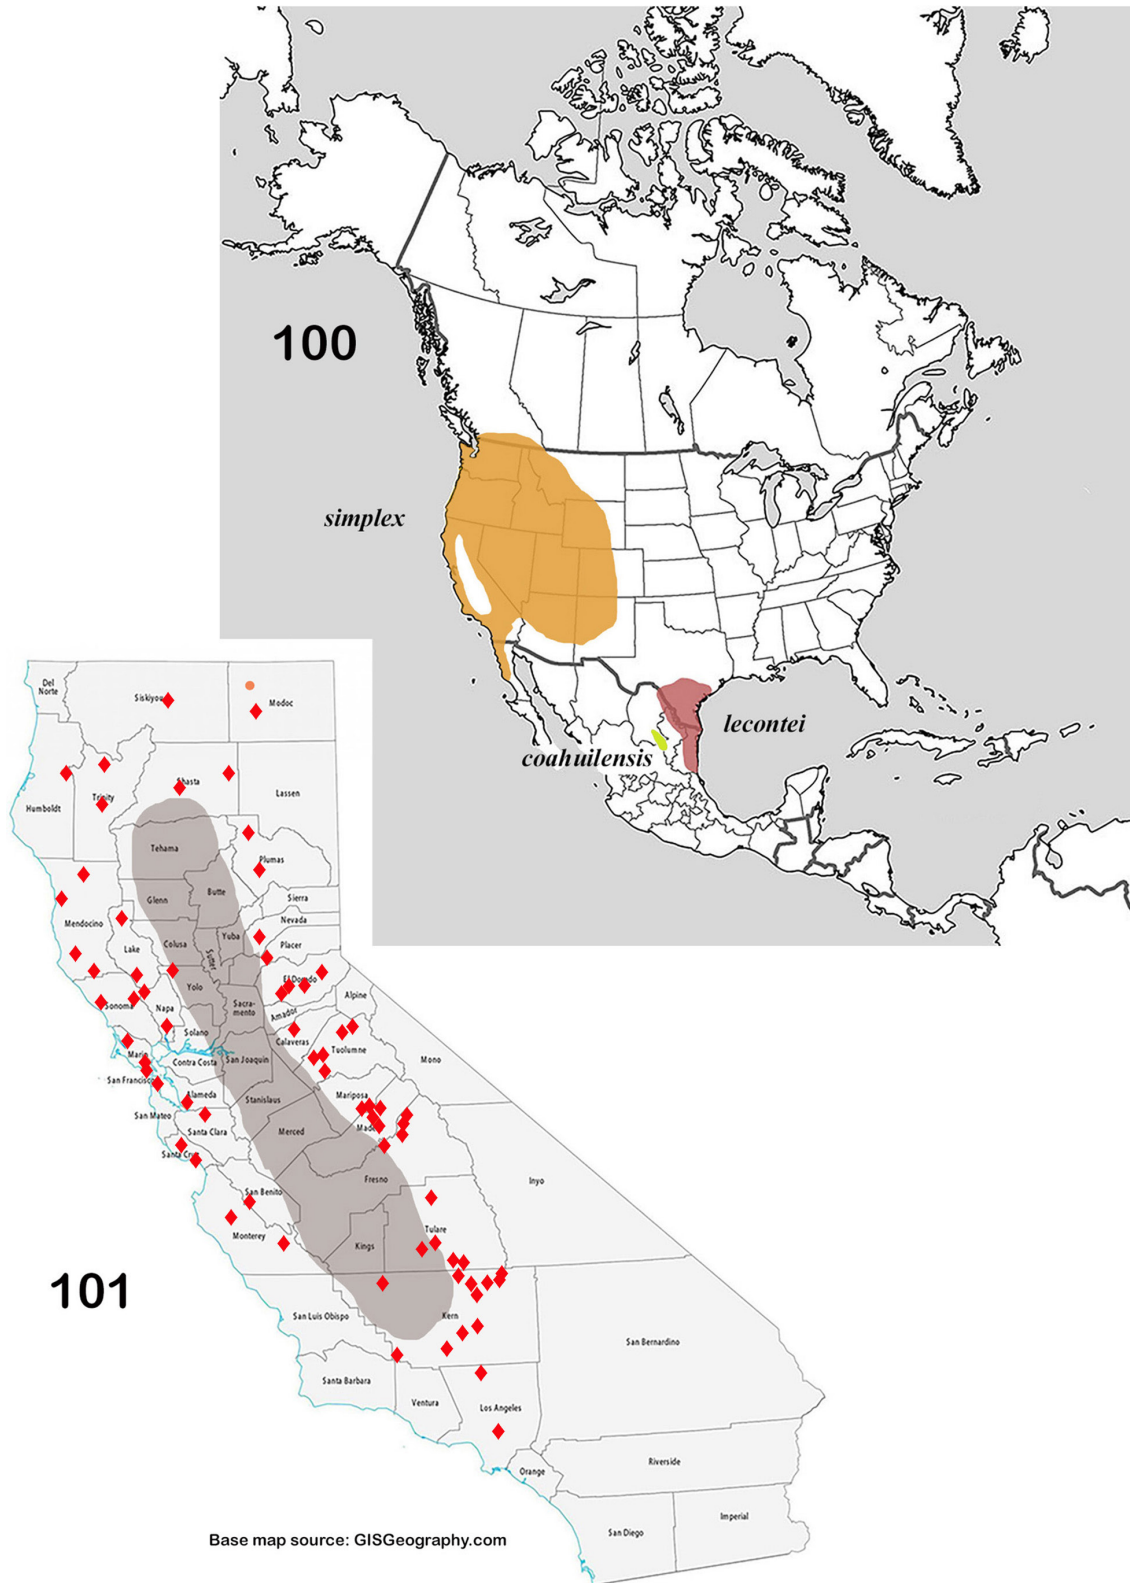 100
simplex
lecontei
coahuilensis
Del
Norte
Siskiyou
Modoc
Shasta
Trinity
Humboldt
Lassen
Tehama
Plumas
Butte
Glenn
Sierra
Mendocino
Nevada
Yuba
Placer
Colusa
Lake
Sutter
El Dorado
Yolo
Alpine
Sonoma
Napa
Sacra-
mento
Amador
Solano
Calaveras
Tuolumne
Marin
Contra Costa
San Joaquin
Mono
San Francisco
Alameda
Stanislaus
Mariposa
San Mateo
Santa Clara
Merced
Santa Cruz
Fresno
Inyo
San Benito
Tulare
Monterey
Kings
101
San Luis Obispo
Kern
San Bernardino
Santa Barbara
Ventura
Los Angeles
Riverside
Orange
Imperial
San Diego
Base map source: GISGeography.com